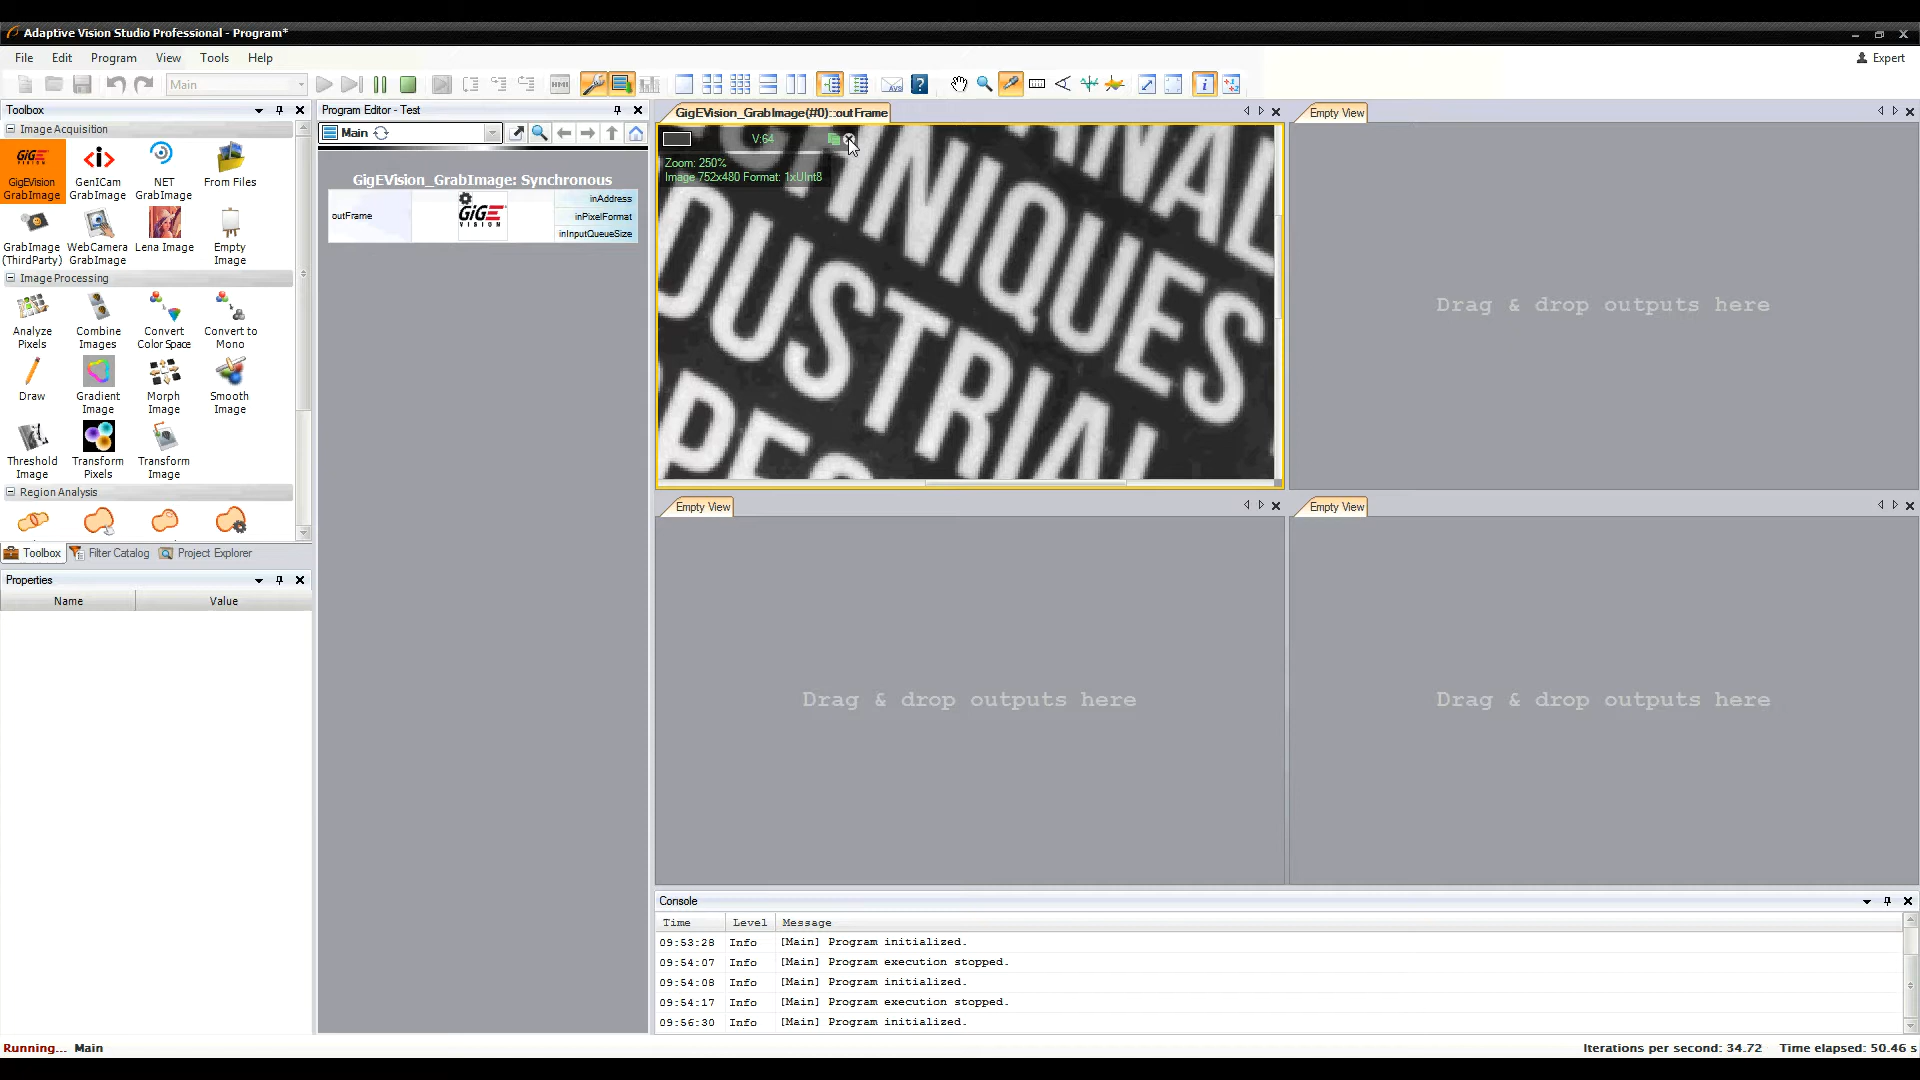 Adaptive Vision Studio Professional - Program*
File Edit Program View Tools Help
Expert
Main
Toolbox
Image Acquisition
GigEVision GrabImage
GenICam GrabImage
NET GrabImage
From Files
GrabImage (ThirdParty)
WebCamera GrabImage
Lena Image
Empty Image
Image Processing
Analyze Pixels
Combine Images
Convert Color Space
Convert to Mono
Draw
Gradient Image
Morph Image
Smooth Image
Threshold Image
Transform Pixels
Transform Image
Region Analysis
Toolbox Filter Catalog Project Explorer
Properties
Name Value
Program Editor - Test
Main
GigEVision_GrabImage: Synchronous
outFrame
GiGE VISION
inAddress
inPixelFormat
inInputQueueSize
HMI
GigEVision_GrabImage(#0)::outFrame
V:64
Zoom: 250%
Image 752x480 Format: 1xUInt8
NIQUES
DUSTRIAL
Empty View
Drag & drop outputs here
Empty View
Drag & drop outputs here
Empty View
Drag & drop outputs here
Console
Time Level Message
09:53:28 Info [Main] Program initialized.
09:54:07 Info [Main] Program execution stopped.
09:54:08 Info [Main] Program initialized.
09:54:17 Info [Main] Program execution stopped.
09:56:30 Info [Main] Program initialized.
Running... Main
Iterations per second: 34.72 Time elapsed: 50.46 s